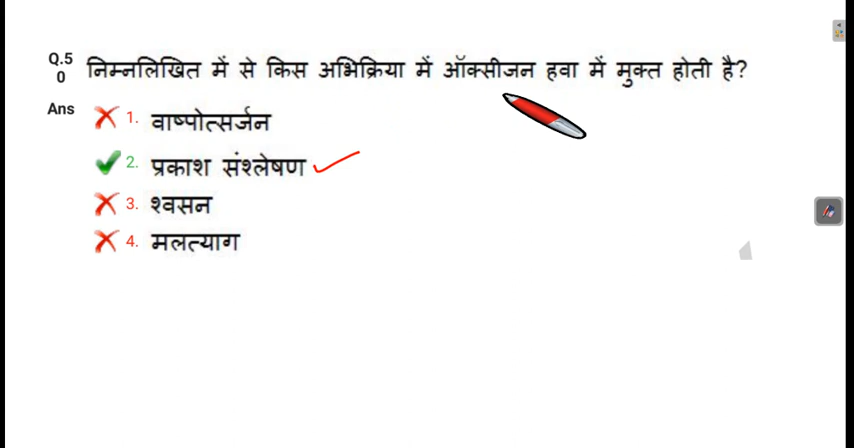 Q.50 निम्नलिखित में से किस अभिक्रिया में ऑक्सीजन हवा में मुक्त होती है?
Ans 1. वाष्पोत्सर्जन
2. प्रकाश संश्लेषण
3. श्वसन
4. मलत्याग